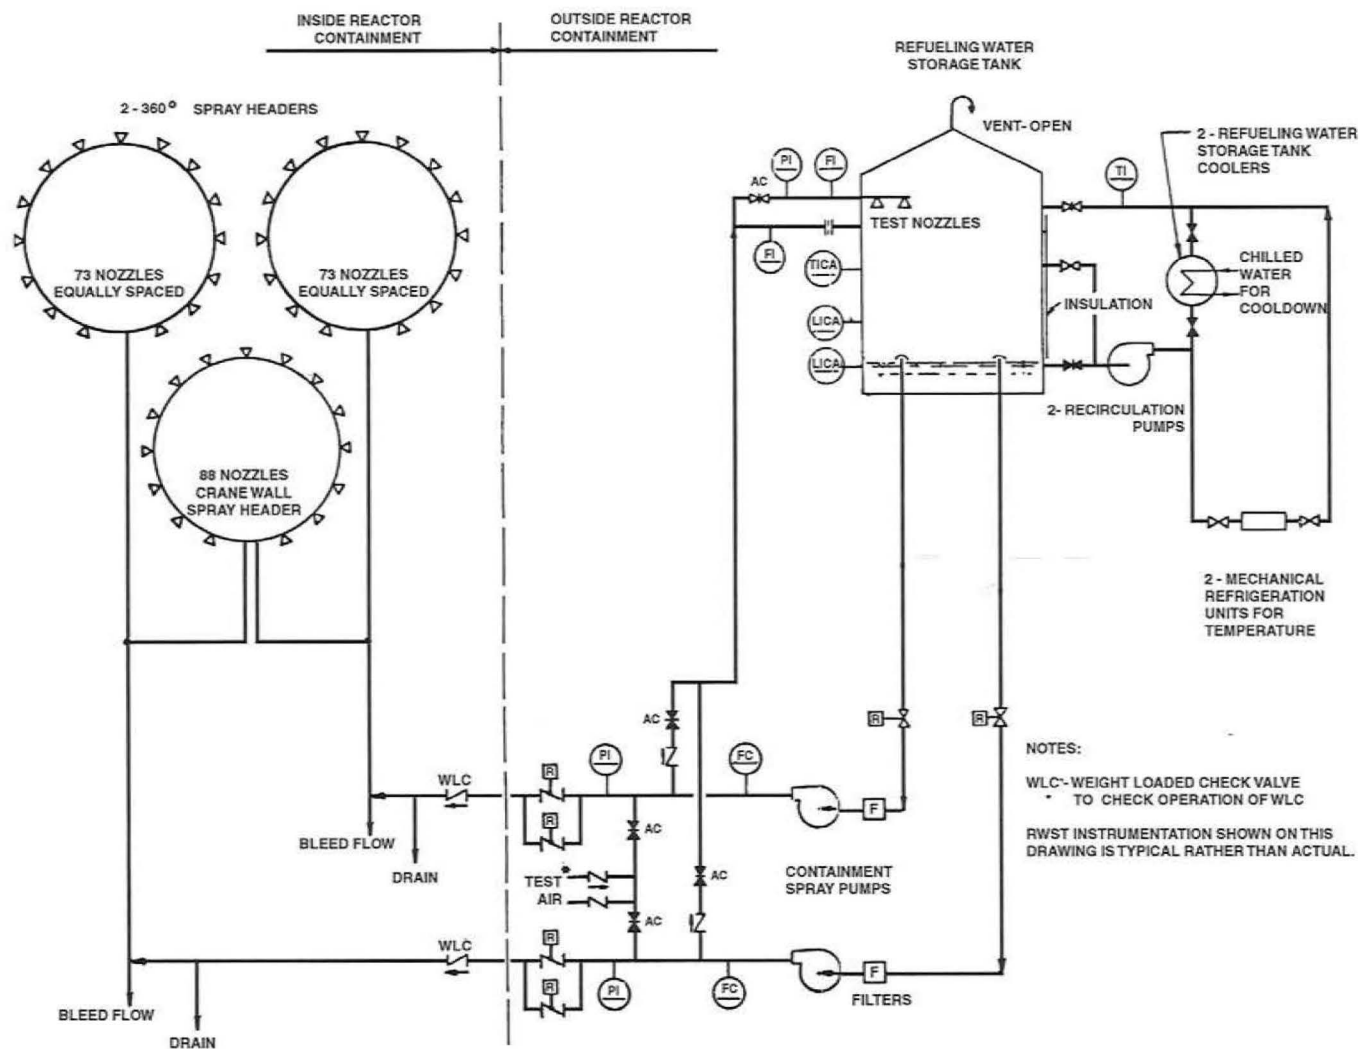 INSIDE REACTOR
CONTAINMENT
OUTSIDE REACTOR
CONTAINMENT
REFUELING WATER
STORAGE TANK
2 - 360° SPRAY HEADERS
VENT- OPEN
2 - REFUELING WATER
STORAGE TANK
COOLERS
PI
FI
AC
TI
TEST NOZZLES
FI
73 NOZZLES
EQUALLY SPACED
73 NOZZLES
EQUALLY SPACED
TICA
CHILLED
WATER
FOR
COOLDOWN
INSULATION
LICA
LICA
2- RECIRCULATION
PUMPS
88 NOZZLES
CRANE WALL
SPRAY HEADER
2 - MECHANICAL
REFRIGERATION
UNITS FOR
TEMPERATURE
AC
R
R
NOTES:
WLC - WEIGHT LOADED CHECK VALVE
* TO CHECK OPERATION OF WLC
RWST INSTRUMENTATION SHOWN ON THIS
DRAWING IS TYPICAL RATHER THAN ACTUAL.
WLC
R
PI
FC
F
R
AC
BLEED FLOW
DRAIN
TEST *
AIR
AC
CONTAINMENT
SPRAY PUMPS
AC
WLC
R
R
PI
FC
F
FILTERS
BLEED FLOW
DRAIN